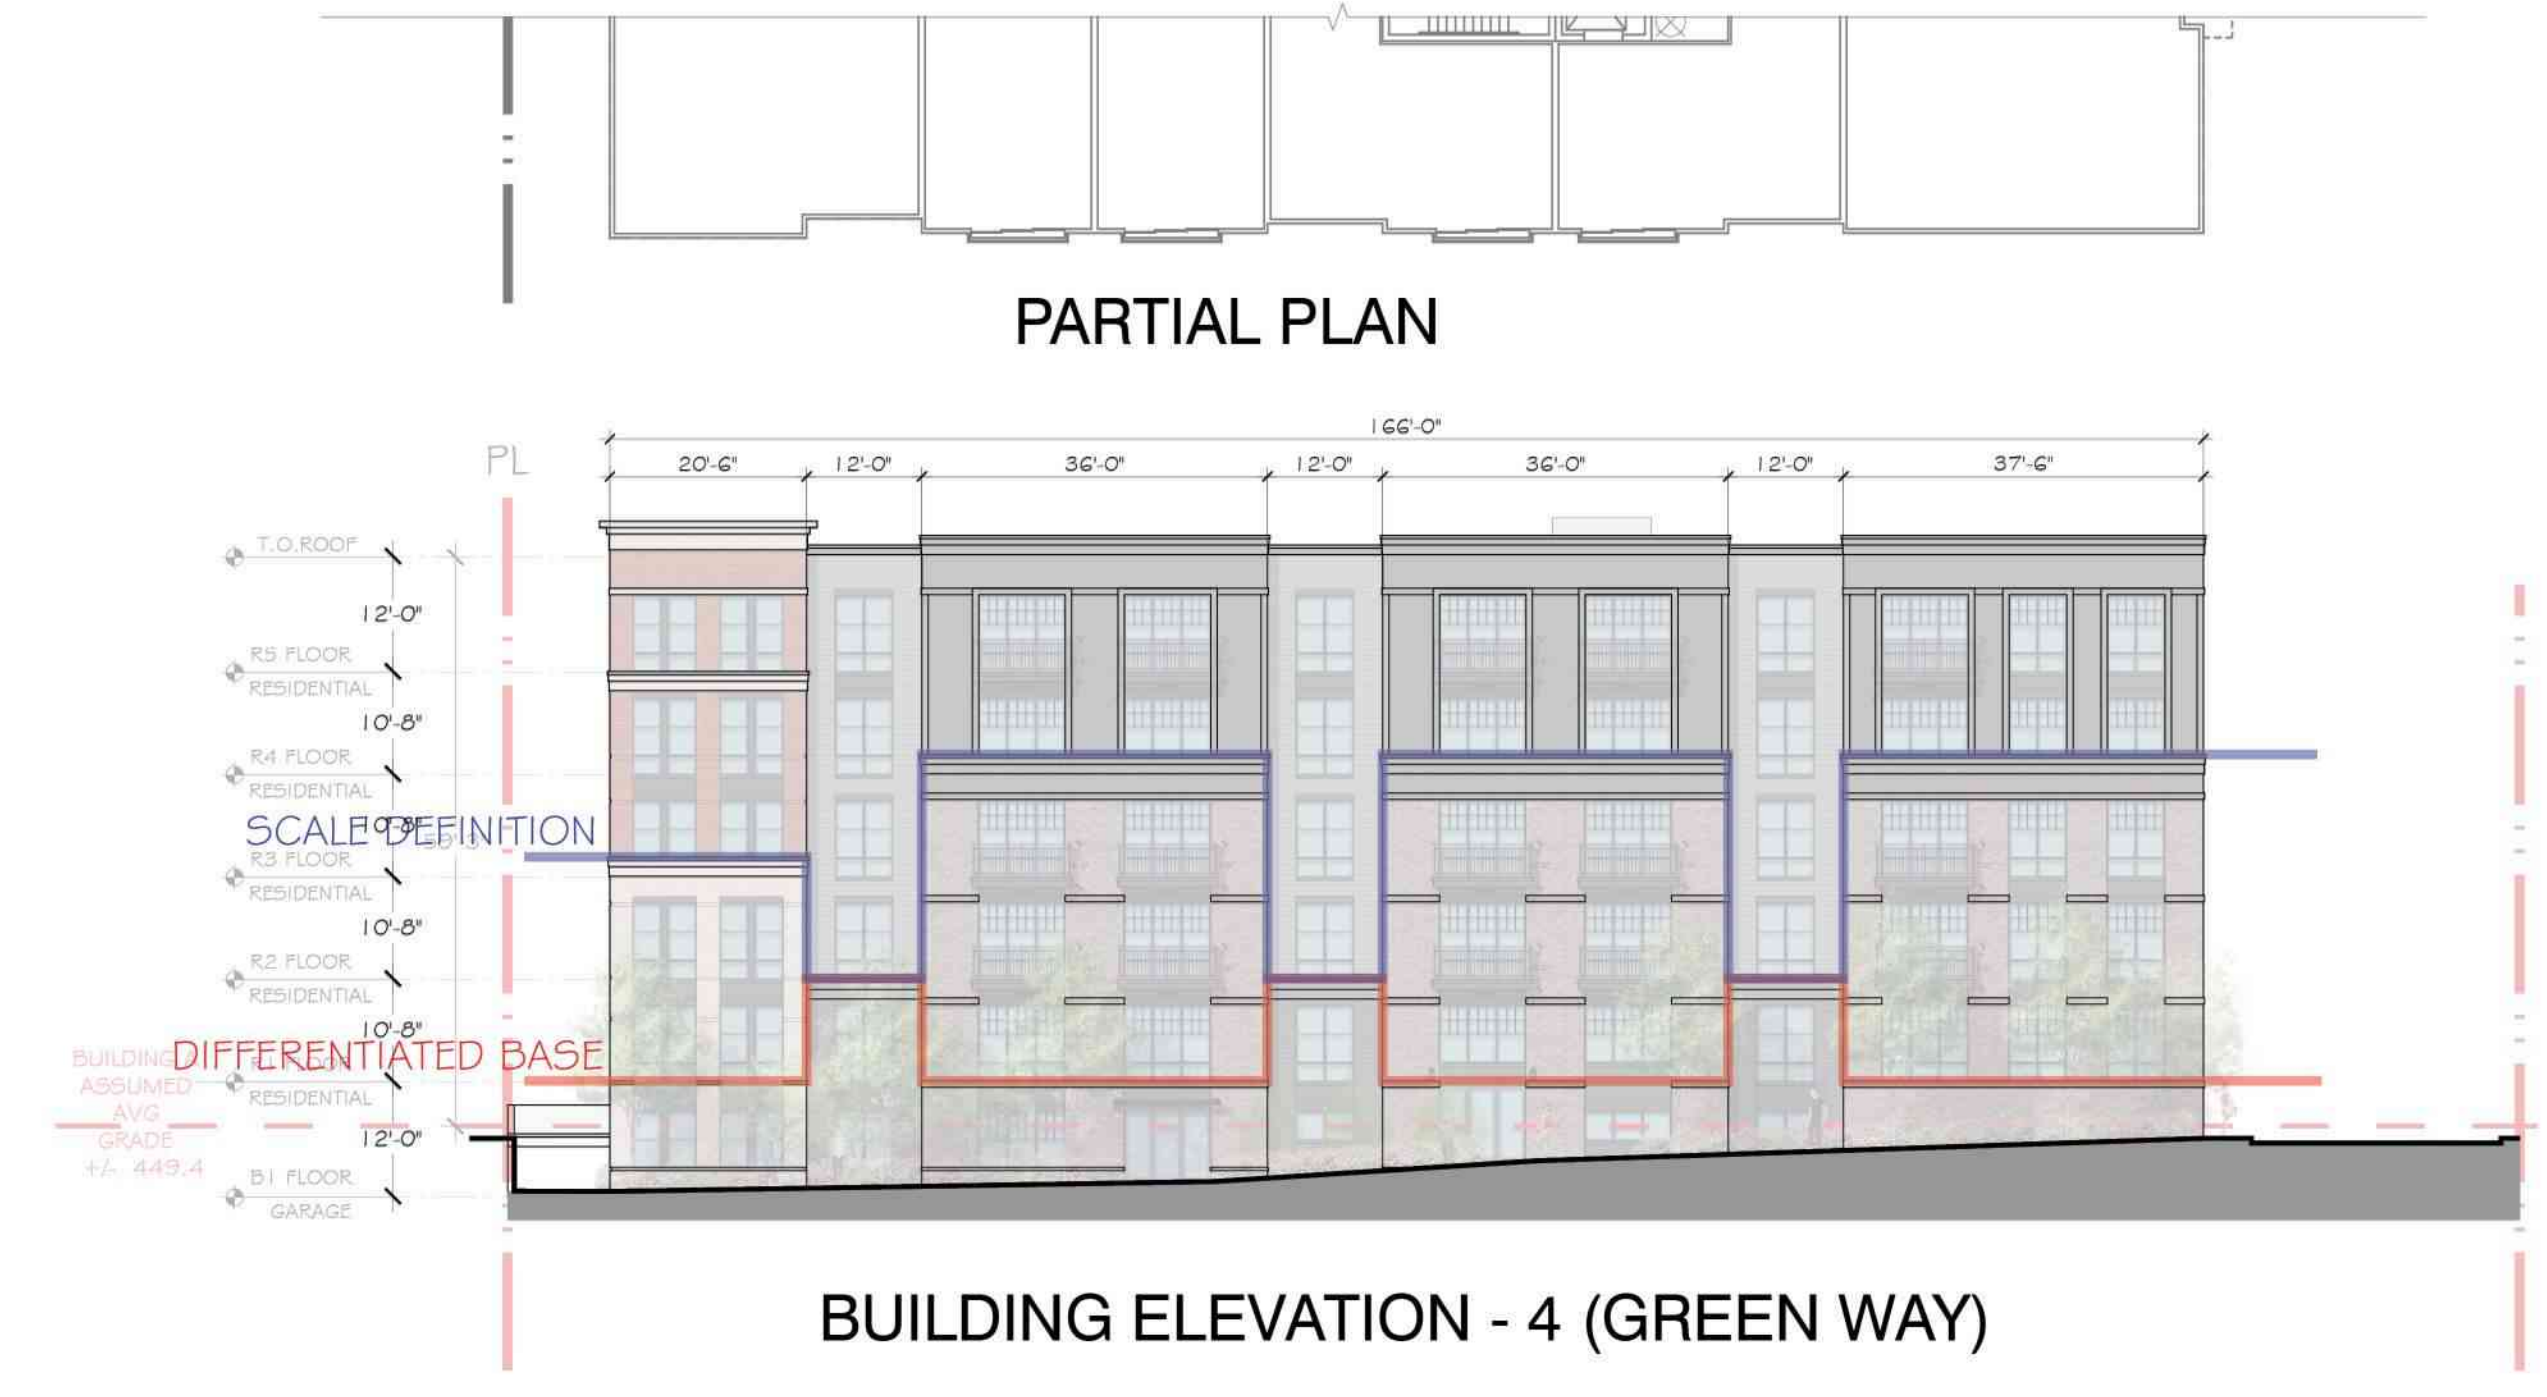 PARTIAL PLAN
166'-0"
PL
20'-6" 12'-0" 36'-0" 12'-0" 36'-0" 12'-0" 37'-6"
T.O.ROOF
12'-0"
R5 FLOOR
RESIDENTIAL
10'-8"
R4 FLOOR
RESIDENTIAL
10'-8"
SCALE DEFINITION
R3 FLOOR
RESIDENTIAL
10'-8"
R2 FLOOR
RESIDENTIAL
10'-8"
DIFFERENTIATED BASE
BUILDING
ASSUMED
AVG
GRADE
+/- 449.4
FLOOR
RESIDENTIAL
12'-0"
B1 FLOOR
GARAGE
BUILDING ELEVATION - 4 (GREEN WAY)